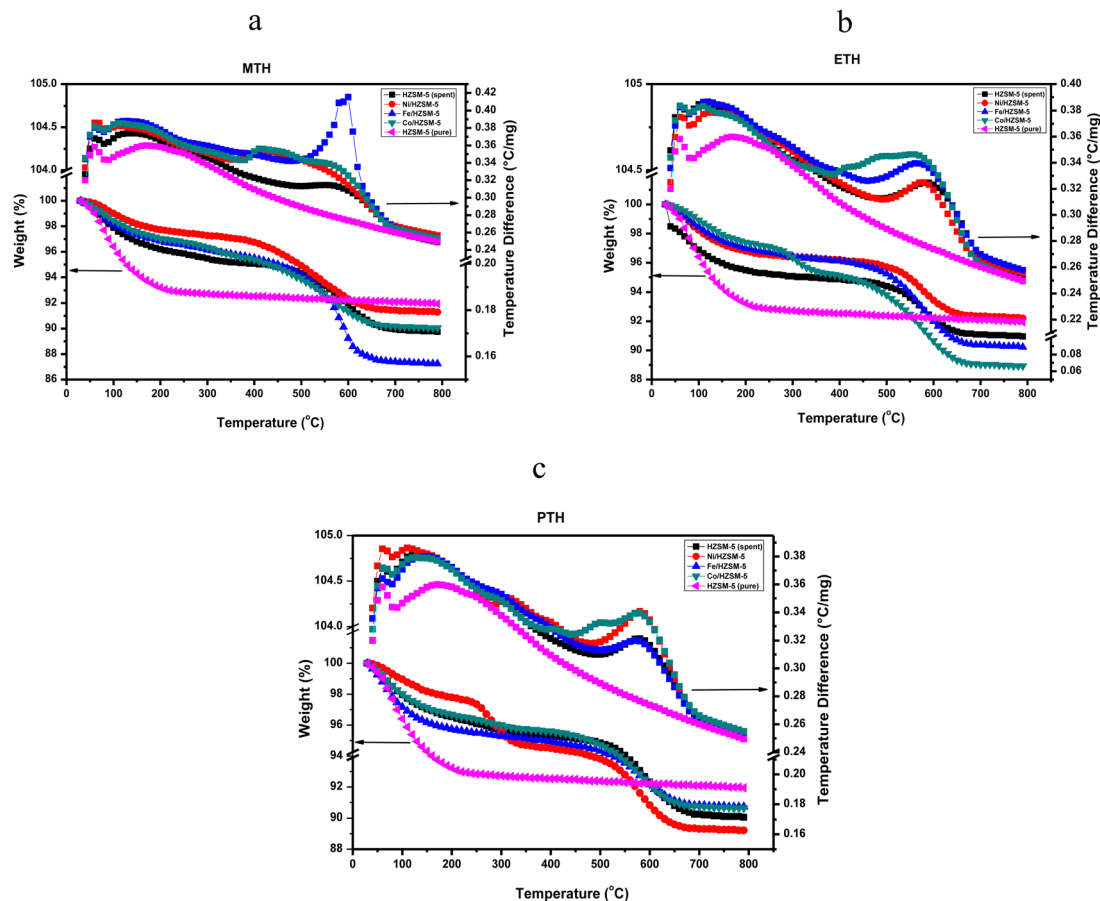 a
MTH
105.0
104.5
104.0
100
98
96
94
92
90
88
86
Weight (%)
0 100 200 300 400 500 600 700 800
Temperature (°C)
0.42
0.40
0.38
0.36
0.34
0.32
0.30
0.28
0.26
0.24
0.20
0.18
0.16
Temperature Difference (°C/mg)
HZSM-5 (spent)
Ni/HZSM-5
Fe/HZSM-5
Co/HZSM-5
HZSM-5 (pure)
b
ETH
105
104.5
100
98
96
94
92
90
88
Weight (%)
0 100 200 300 400 500 600 700 800
Temperature (°C)
0.40
0.38
0.36
0.34
0.32
0.30
0.28
0.26
0.24
0.22
0.08
0.06
Temperature Difference (°C/mg)
HZSM-5 (spent)
Ni/HZSM-5
Fe/HZSM-5
Co/HZSM-5
HZSM-5 (pure)
c
PTH
105.0
104.5
104.0
100
98
96
94
92
90
88
Weight (%)
0 100 200 300 400 500 600 700 800
Temperature (°C)
0.38
0.36
0.34
0.32
0.30
0.28
0.26
0.24
0.20
0.18
0.16
Temperature Difference (°C/mg)
HZSM-5 (spent)
Ni/HZSM-5
Fe/HZSM-5
Co/HZSM-5
HZSM-5 (pure)